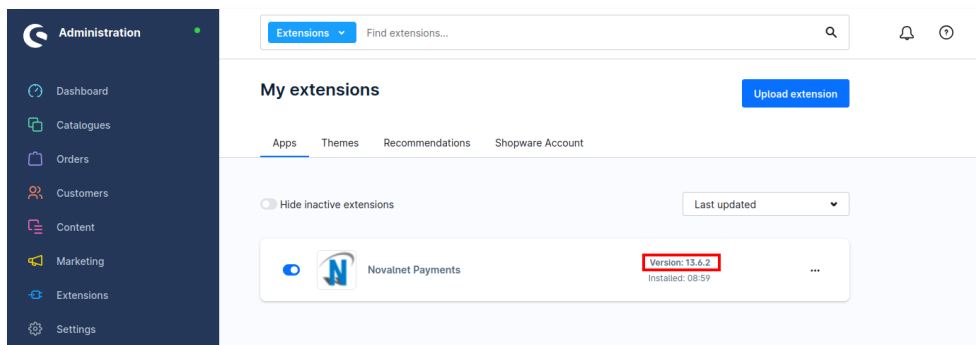 Administration
Extensions
Find extensions...
Dashboard
Catalogues
Orders
Customers
Content
Marketing
Extensions
Settings
My extensions
Upload extension
Apps
Themes
Recommendations
Shopware Account
Hide inactive extensions
Last updated
N
Novalnet Payments
Version: 13.6.2
Installed: 08:59